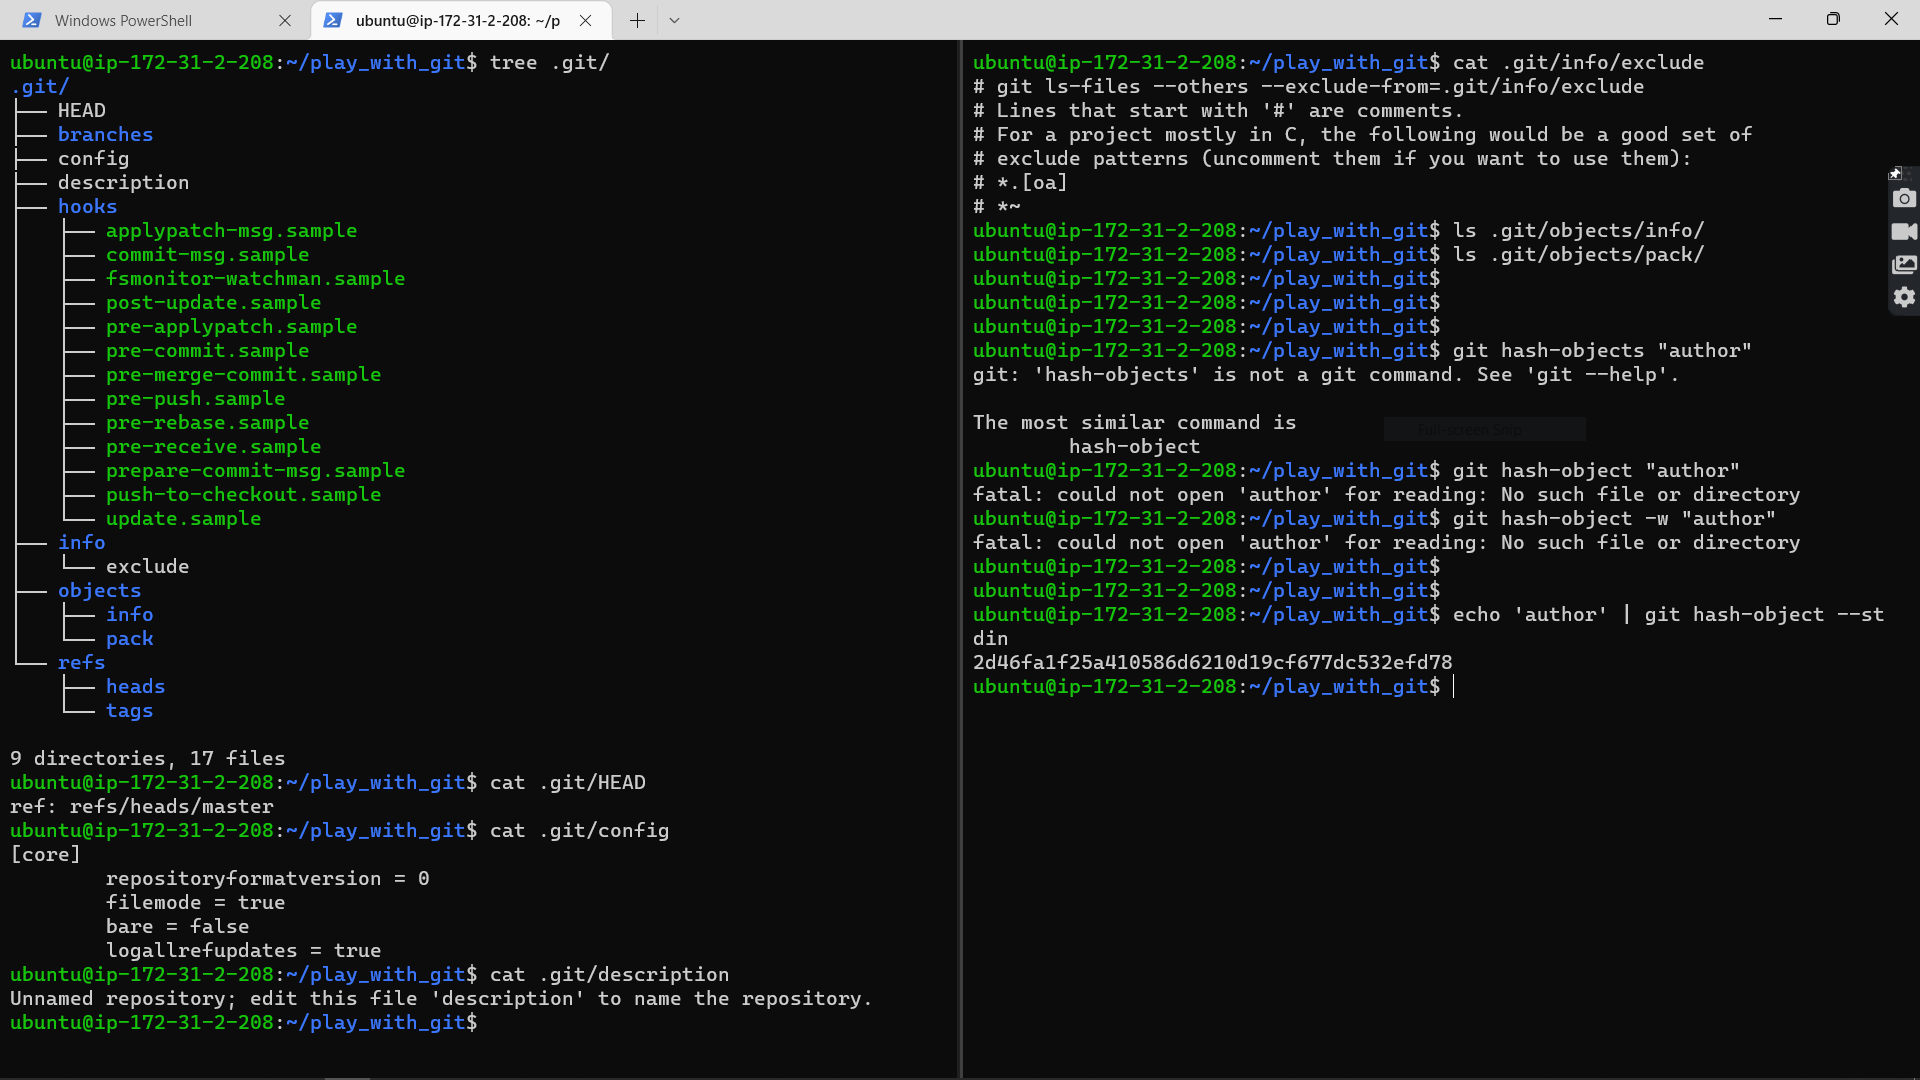 Windows PowerShell
ubuntu@ip-172-31-2-208: ~/p
ubuntu@ip-172-31-2-208:~/play_with_git$ tree .git/
.git/
├── HEAD
├── branches
├── config
├── description
├── hooks
│   ├── applypatch-msg.sample
│   ├── commit-msg.sample
│   ├── fsmonitor-watchman.sample
│   ├── post-update.sample
│   ├── pre-applypatch.sample
│   ├── pre-commit.sample
│   ├── pre-merge-commit.sample
│   ├── pre-push.sample
│   ├── pre-rebase.sample
│   ├── pre-receive.sample
│   ├── prepare-commit-msg.sample
│   ├── push-to-checkout.sample
│   └── update.sample
├── info
│   └── exclude
├── objects
│   ├── info
│   └── pack
└── refs
    ├── heads
    └── tags
9 directories, 17 files
ubuntu@ip-172-31-2-208:~/play_with_git$ cat .git/HEAD
ref: refs/heads/master
ubuntu@ip-172-31-2-208:~/play_with_git$ cat .git/config
[core]
        repositoryformatversion = 0
        filemode = true
        bare = false
        logallrefupdates = true
ubuntu@ip-172-31-2-208:~/play_with_git$ cat .git/description
Unnamed repository; edit this file 'description' to name the repository.
ubuntu@ip-172-31-2-208:~/play_with_git$
ubuntu@ip-172-31-2-208:~/play_with_git$ cat .git/info/exclude
# git ls-files --others --exclude-from=.git/info/exclude
# Lines that start with '#' are comments.
# For a project mostly in C, the following would be a good set of
# exclude patterns (uncomment them if you want to use them):
# *.[oa]
# *~
ubuntu@ip-172-31-2-208:~/play_with_git$ ls .git/objects/info/
ubuntu@ip-172-31-2-208:~/play_with_git$ ls .git/objects/pack/
ubuntu@ip-172-31-2-208:~/play_with_git$
ubuntu@ip-172-31-2-208:~/play_with_git$
ubuntu@ip-172-31-2-208:~/play_with_git$
ubuntu@ip-172-31-2-208:~/play_with_git$ git hash-objects "author"
git: 'hash-objects' is not a git command. See 'git --help'.
The most similar command is
        hash-object
Full-screen Snip
ubuntu@ip-172-31-2-208:~/play_with_git$ git hash-object "author"
fatal: could not open 'author' for reading: No such file or directory
ubuntu@ip-172-31-2-208:~/play_with_git$ git hash-object -w "author"
fatal: could not open 'author' for reading: No such file or directory
ubuntu@ip-172-31-2-208:~/play_with_git$
ubuntu@ip-172-31-2-208:~/play_with_git$
ubuntu@ip-172-31-2-208:~/play_with_git$ echo 'author' | git hash-object --st
din
2d46fa1f25a410586d6210d19cf677dc532efd78
ubuntu@ip-172-31-2-208:~/play_with_git$